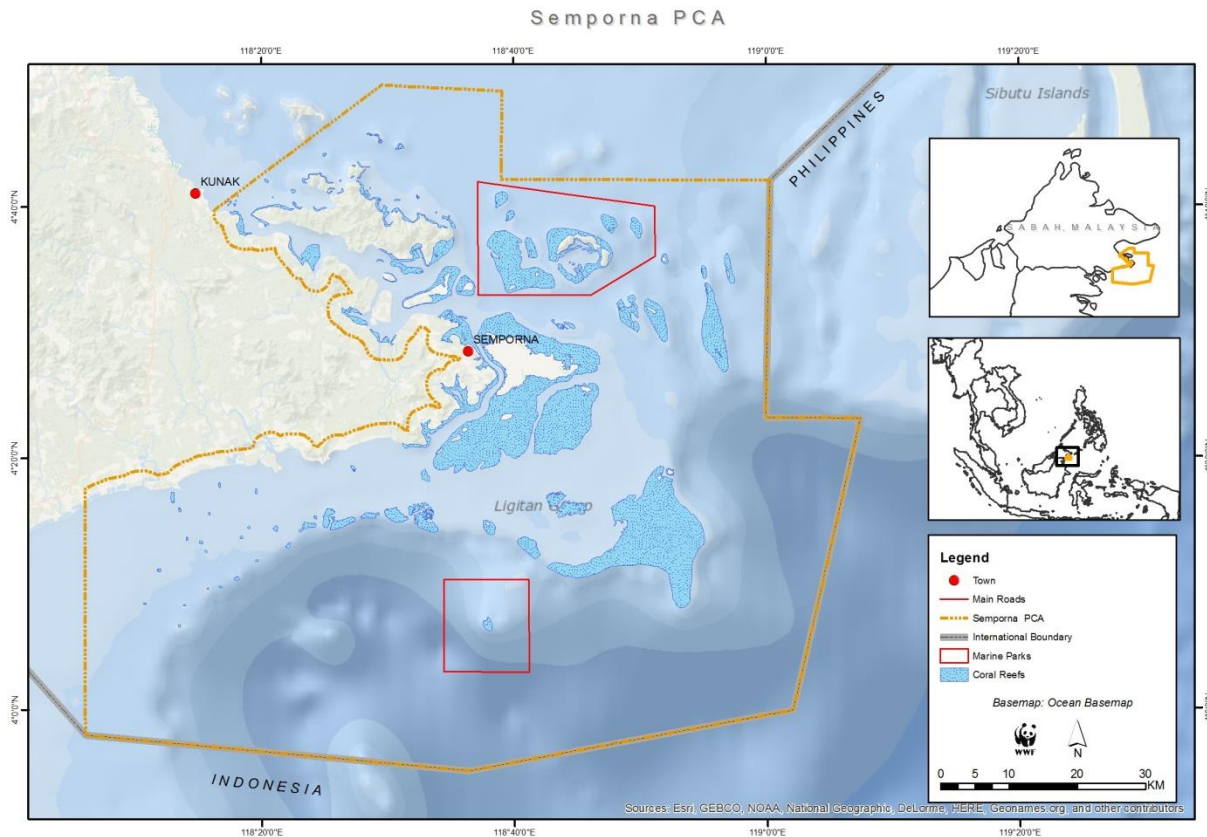 Semporna PCA
118°20'0"E
118°40'0"E
119°0'0"E
119°20'0"E
Sibutu Islands
PHILIPPINES
KUNAK
4°40'0"N
SABAH, MALAYSIA
SEMPORNA
4°20'0"N
Ligitan
Legend
Town
Main Roads
Semporna PCA
International Boundary
Marine Parks
Coral Reefs
Basemap: Ocean Basemap
WWF
N
0 5 10 20 30
KM
4°0'0"N
INDONESIA
Sources: Esri, GEBCO, NOAA, National Geographic, DeLorme, HERE, Geonames.org, and other contributors
118°20'0"E
118°40'0"E
119°0'0"E
119°20'0"E